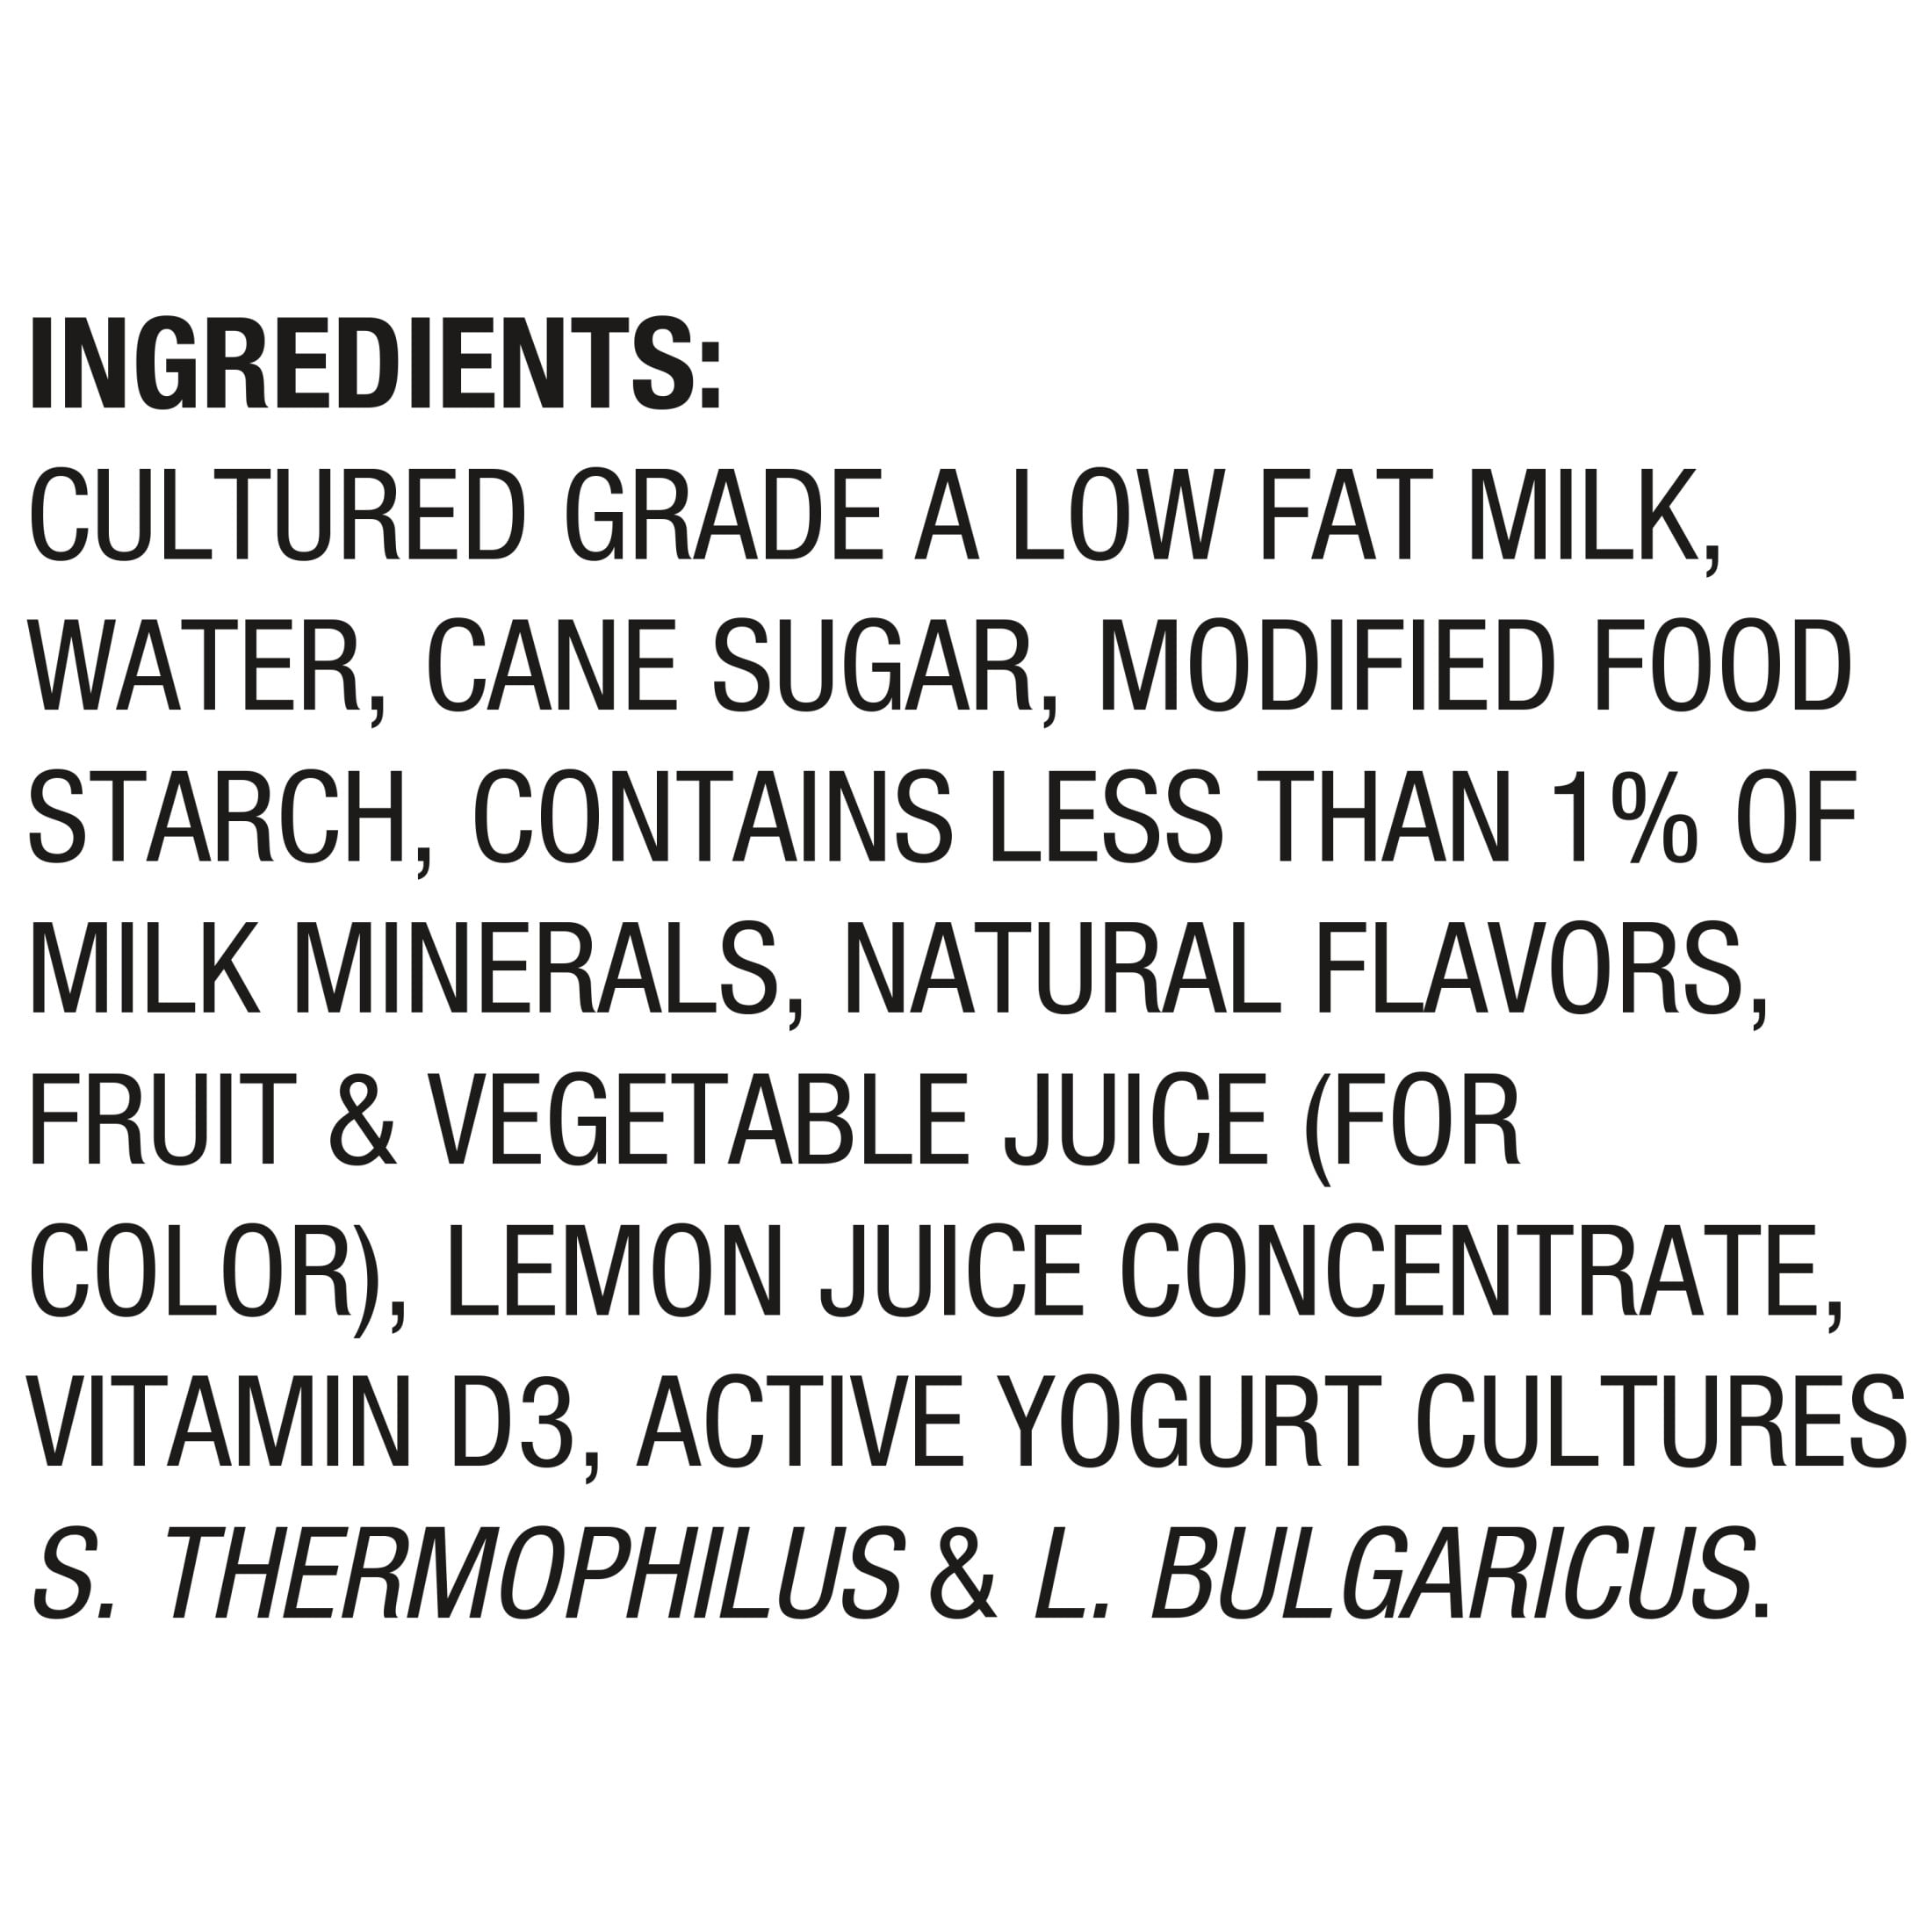 INGREDIENTS:
CULTURED GRADE A LOW FAT MILK,
WATER, CANE SUGAR, MODIFIED FOOD
STARCH, CONTAINS LESS THAN 1% OF
MILK MINERALS, NATURAL FLAVORS,
FRUIT & VEGETABLE JUICE (FOR
COLOR), LEMON JUICE CONCENTRATE,
VITAMIN D3, ACTIVE YOGURT CULTURES
S. THERMOPHILUS & L. BULGARICUS.